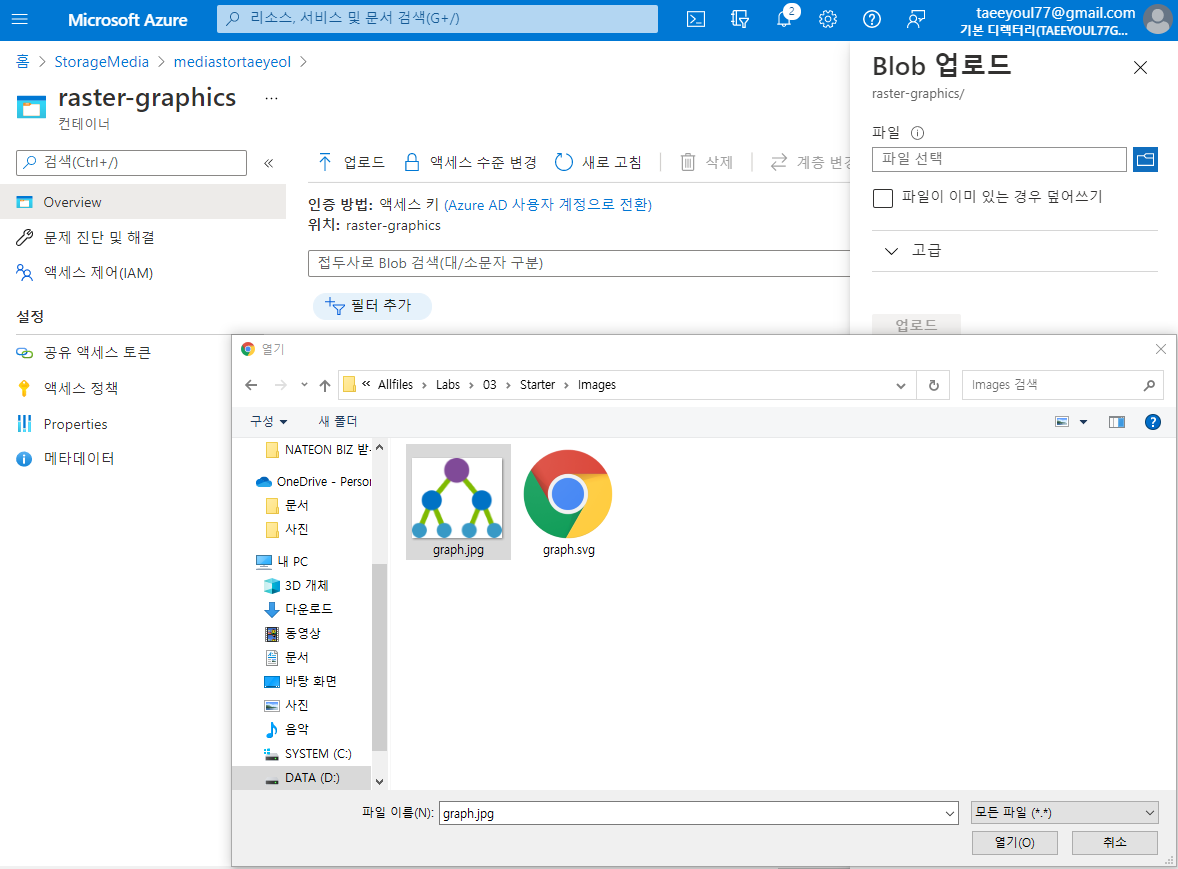 Microsoft Azure
리소스, 서비스 및 문서 검색(G+/)
2
taeeyoul77@gmail.com
기본 디렉터리(TAEEYOUL77G...
홈 > StorageMedia > mediastortaeyeol >
raster-graphics
...
컨테이너
검색(Ctrl+/)
«
Overview
문제 진단 및 해결
액세스 제어(IAM)
설정
공유 액세스 토큰
액세스 정책
Properties
메타데이터
업로드
액세스 수준 변경
새로 고침
삭제
계층 변경
인증 방법: 액세스 키 (Azure AD 사용자 계정으로 전환)
위치: raster-graphics
접두사로 Blob 검색(대/소문자 구분)
필터 추가
Blob 업로드
raster-graphics/
파일
파일 선택
파일이 이미 있는 경우 덮어쓰기
고급
업로드
열기
« Allfiles > Labs > 03 > Starter > Images
Images 검색
구성
새 폴더
NATEON BIZ 받
OneDrive - Person
문서
사진
내 PC
3D 개체
다운로드
동영상
문서
바탕 화면
사진
음악
SYSTEM (C:)
DATA (D:)
graph.jpg
graph.svg
파일 이름(N):
graph.jpg
모든 파일 (*.*)
열기(O)
취소